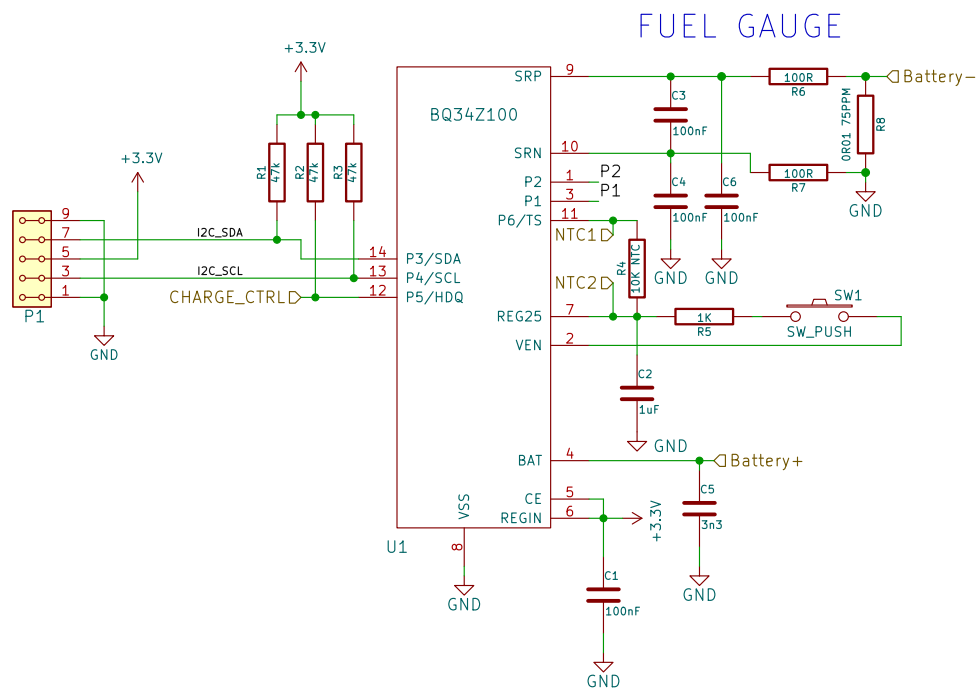 FUEL GAUGE
+3.3V
SRP
9
100R
R6
Battery-
BQ34Z100
C3
100nF
0R01 75PPM
R8
R1
47k
R2
47k
R3
47k
+3.3V
SRN
10
P2
1
P2
P1
3
P1
C4
100nF
C6
100nF
100R
R7
GND
P6/TS
11
NTC1
9
7
5
3
1
P1
I2C_SDA
I2C_SCL
CHARGE_CTRL
14
P3/SDA
13
P4/SCL
12
P5/HDQ
GND
GND
GND
R4
10K NTC
NTC2
REG25
7
1K
R5
SW1
SW_PUSH
VEN
2
C2
1uF
GND
BAT
4
Battery+
CE
5
REGIN
6
+3.3V
C5
3n3
VSS
8
U1
GND
C1
100nF
GND
GND